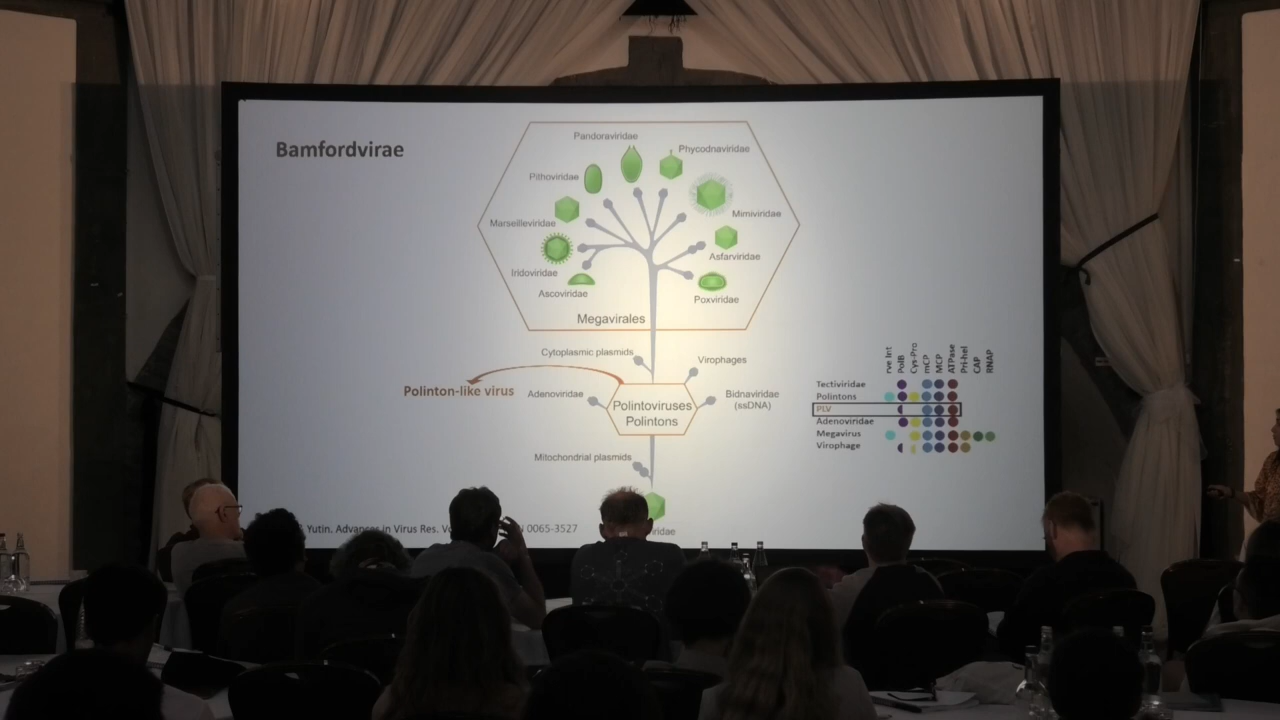 Bamfordvirae
Pandoraviridae
Phycodnaviridae
Pithoviridae
Mimiviridae
Marseilleviridae
Asfarviridae
Iridoviridae
Ascoviridae
Poxviridae
Megavirales
Cytoplasmic plasmids
Virophages
Polinton-like virus
Adenoviridae
Bidnaviridae
(ssDNA)
Polintoviruses
Polintons
Mitochondrial plasmids
rve Int
PolB
Cys-Pro
mCP
MCP
ATPase
Pri-hel
CAP
RNAP
Tectiviridae
Polintons
PLV
Adenoviridae
Megavirus
Virophage
Yutin. Advances in Virus Res. 0065-3527